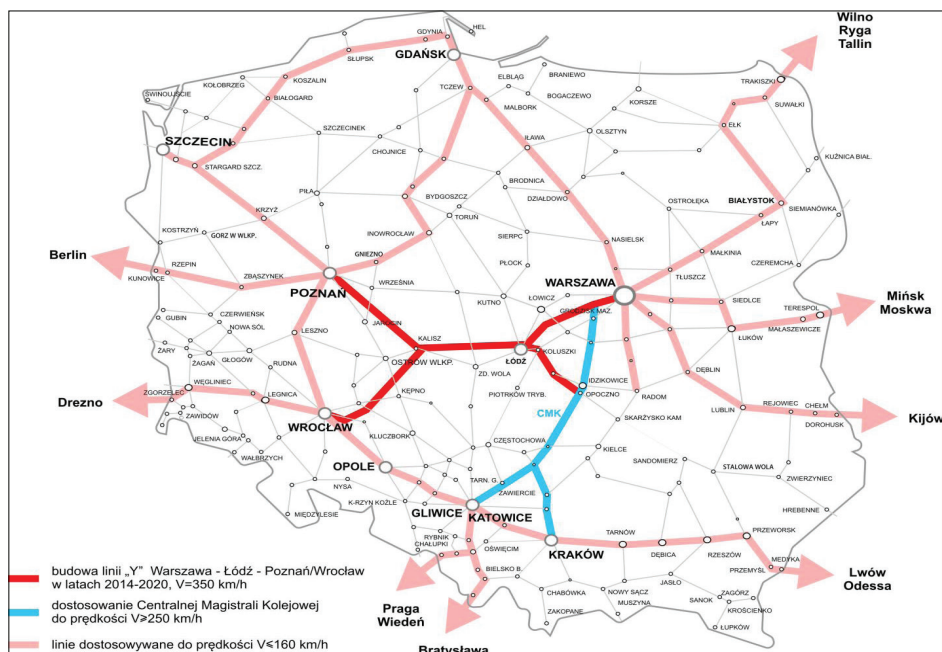 Wilno
Ryga
Tallin
HEL
GDYNIA
GDAŃSK
SŁUPSK
KOSZALIN
KOŁOBRZEG
BIAŁOGARD
ŚWINOUJŚCIE
TCZEW
ELBLĄG
BRANIEWO
BOGACZEWO
MALBORK
KORSZE
TRAKISZKI
SUWAŁKI
EŁK
SZCZECIN
SZCZECINEK
CHOJNICE
IŁAWA
OLSZTYN
STARGARD SZCZ.
KUŹNICA BIAŁ.
PIŁA
BYDGOSZCZ
BRODNICA
DZIAŁDOWO
BIAŁYSTOK
SIEMIANÓWKA
KRZYŻ
TORUŃ
OSTROŁĘKA
ŁAPY
KOSTRZYŃ
GORZ W WLKP.
INOWROCŁAW
SIERPC
NASIELSK
MAŁKINIA
Berlin
RZEPIN
KUNOWICE
ZBĄSZYNEK
GNIEZNO
PŁOCK
CZEREMCHA
TŁUSZCZ
POZNAŃ
WRZEŚNIA
KUTNO
WARSZAWA
ŁOWICZ
GRODZISK MAZ.
SIEDLCE
TERESPOL
Mińsk
Moskwa
GUBIN
CZERWIEŃSK
NOWA SÓL
LESZNO
JAROCIN
KALISZ
MAŁASZEWICZE
ŁUKÓW
ŻARY
ŻAGAŃ
GŁOGÓW
RUDNA
OSTRÓW WLKP.
ŁÓDŹ
KOLUSZKI
ZD. WOLA
WĘGLINIEC
IDZIKOWICE
DĘBLIN
ZGORZELEC
Drezno
LEGNICA
KĘPNO
PIOTRKÓW TRYB.
OPOCZNO
RADOM
ZAWIDÓW
WROCŁAW
CMK
SKARŻYSKO KAM
LUBLIN
REJOWIEC
CHEŁM
DOROHUSK
Kijów
JELENIA GÓRA
WAŁBRZYCH
KLUCZBORK
CZĘSTOCHOWA
KIELCE
OPOLE
SANDOMIERZ
STALOWA WOLA
NYSA
TARN. G.
ZAWIERCIE
ZWIERZYNIEC
K-RZYN KOŹLE
MIĘDZYLESIE
GLIWICE
KATOWICE
HREBENNE
RYBNIK
CHAŁUPKI
OŚWIĘCIM
KRAKÓW
TARNÓW
DĘBICA
RZESZÓW
PRZEWORSK
MEDYKA
PRZEMYŚL
Lwów
Odessa
BIELSKO B.
CHABÓWKA
NOWY SĄCZ
JASŁO
ZAGÓRZ
SANOK
KROŚCIENKO
MUSZYNA
ZAKOPANE
ŁUPKÓW
Praga
Wiedeń
Bratysława
budowa linii „Y” Warszawa - Łódź - Poznań/Wrocław
w latach 2014-2020, V=350 km/h
dostosowanie Centralnej Magistrali Kolejowej
do prędkości V≥250 km/h
linie dostosowywane do prędkości V≤160 km/h